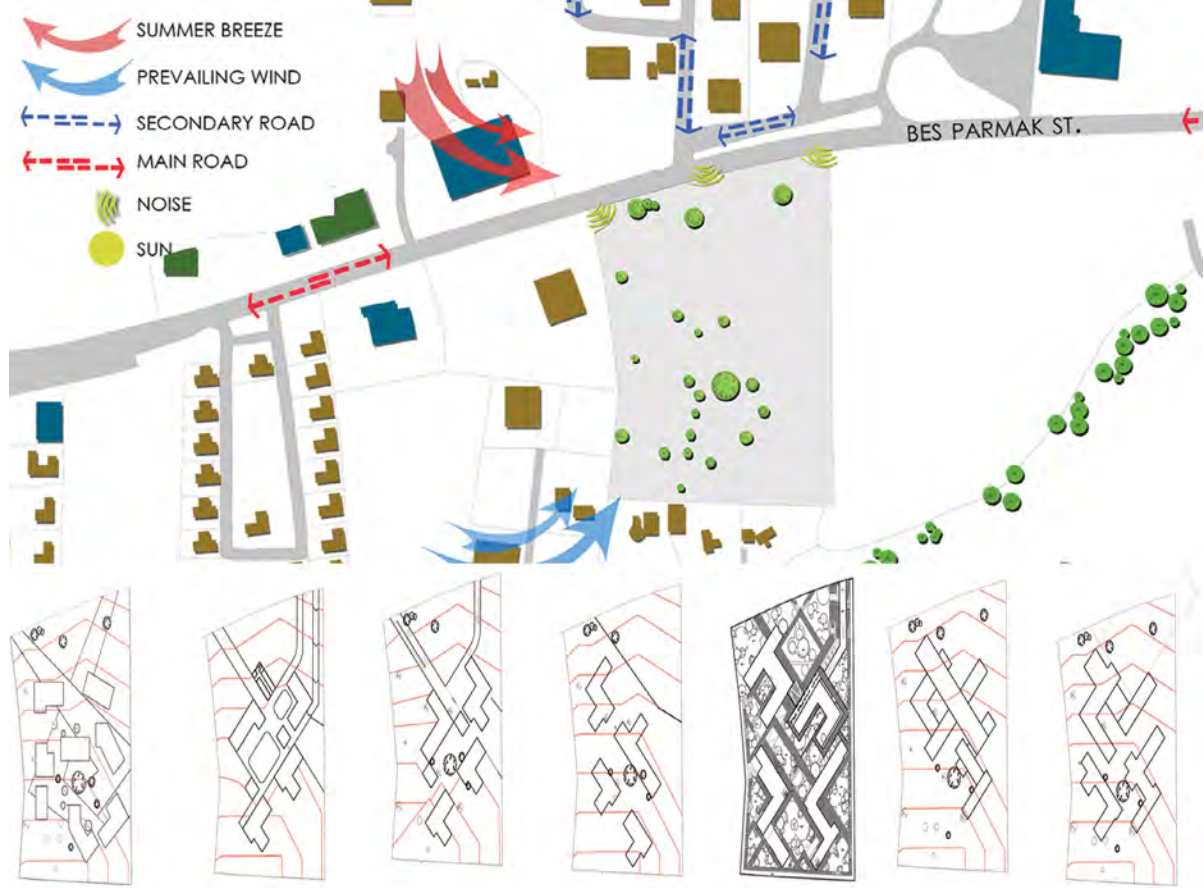 SUMMER BREEZE
PREVAILING WIND
SECONDARY ROAD
MAIN ROAD
NOISE
SUN
BES PARMAK ST.